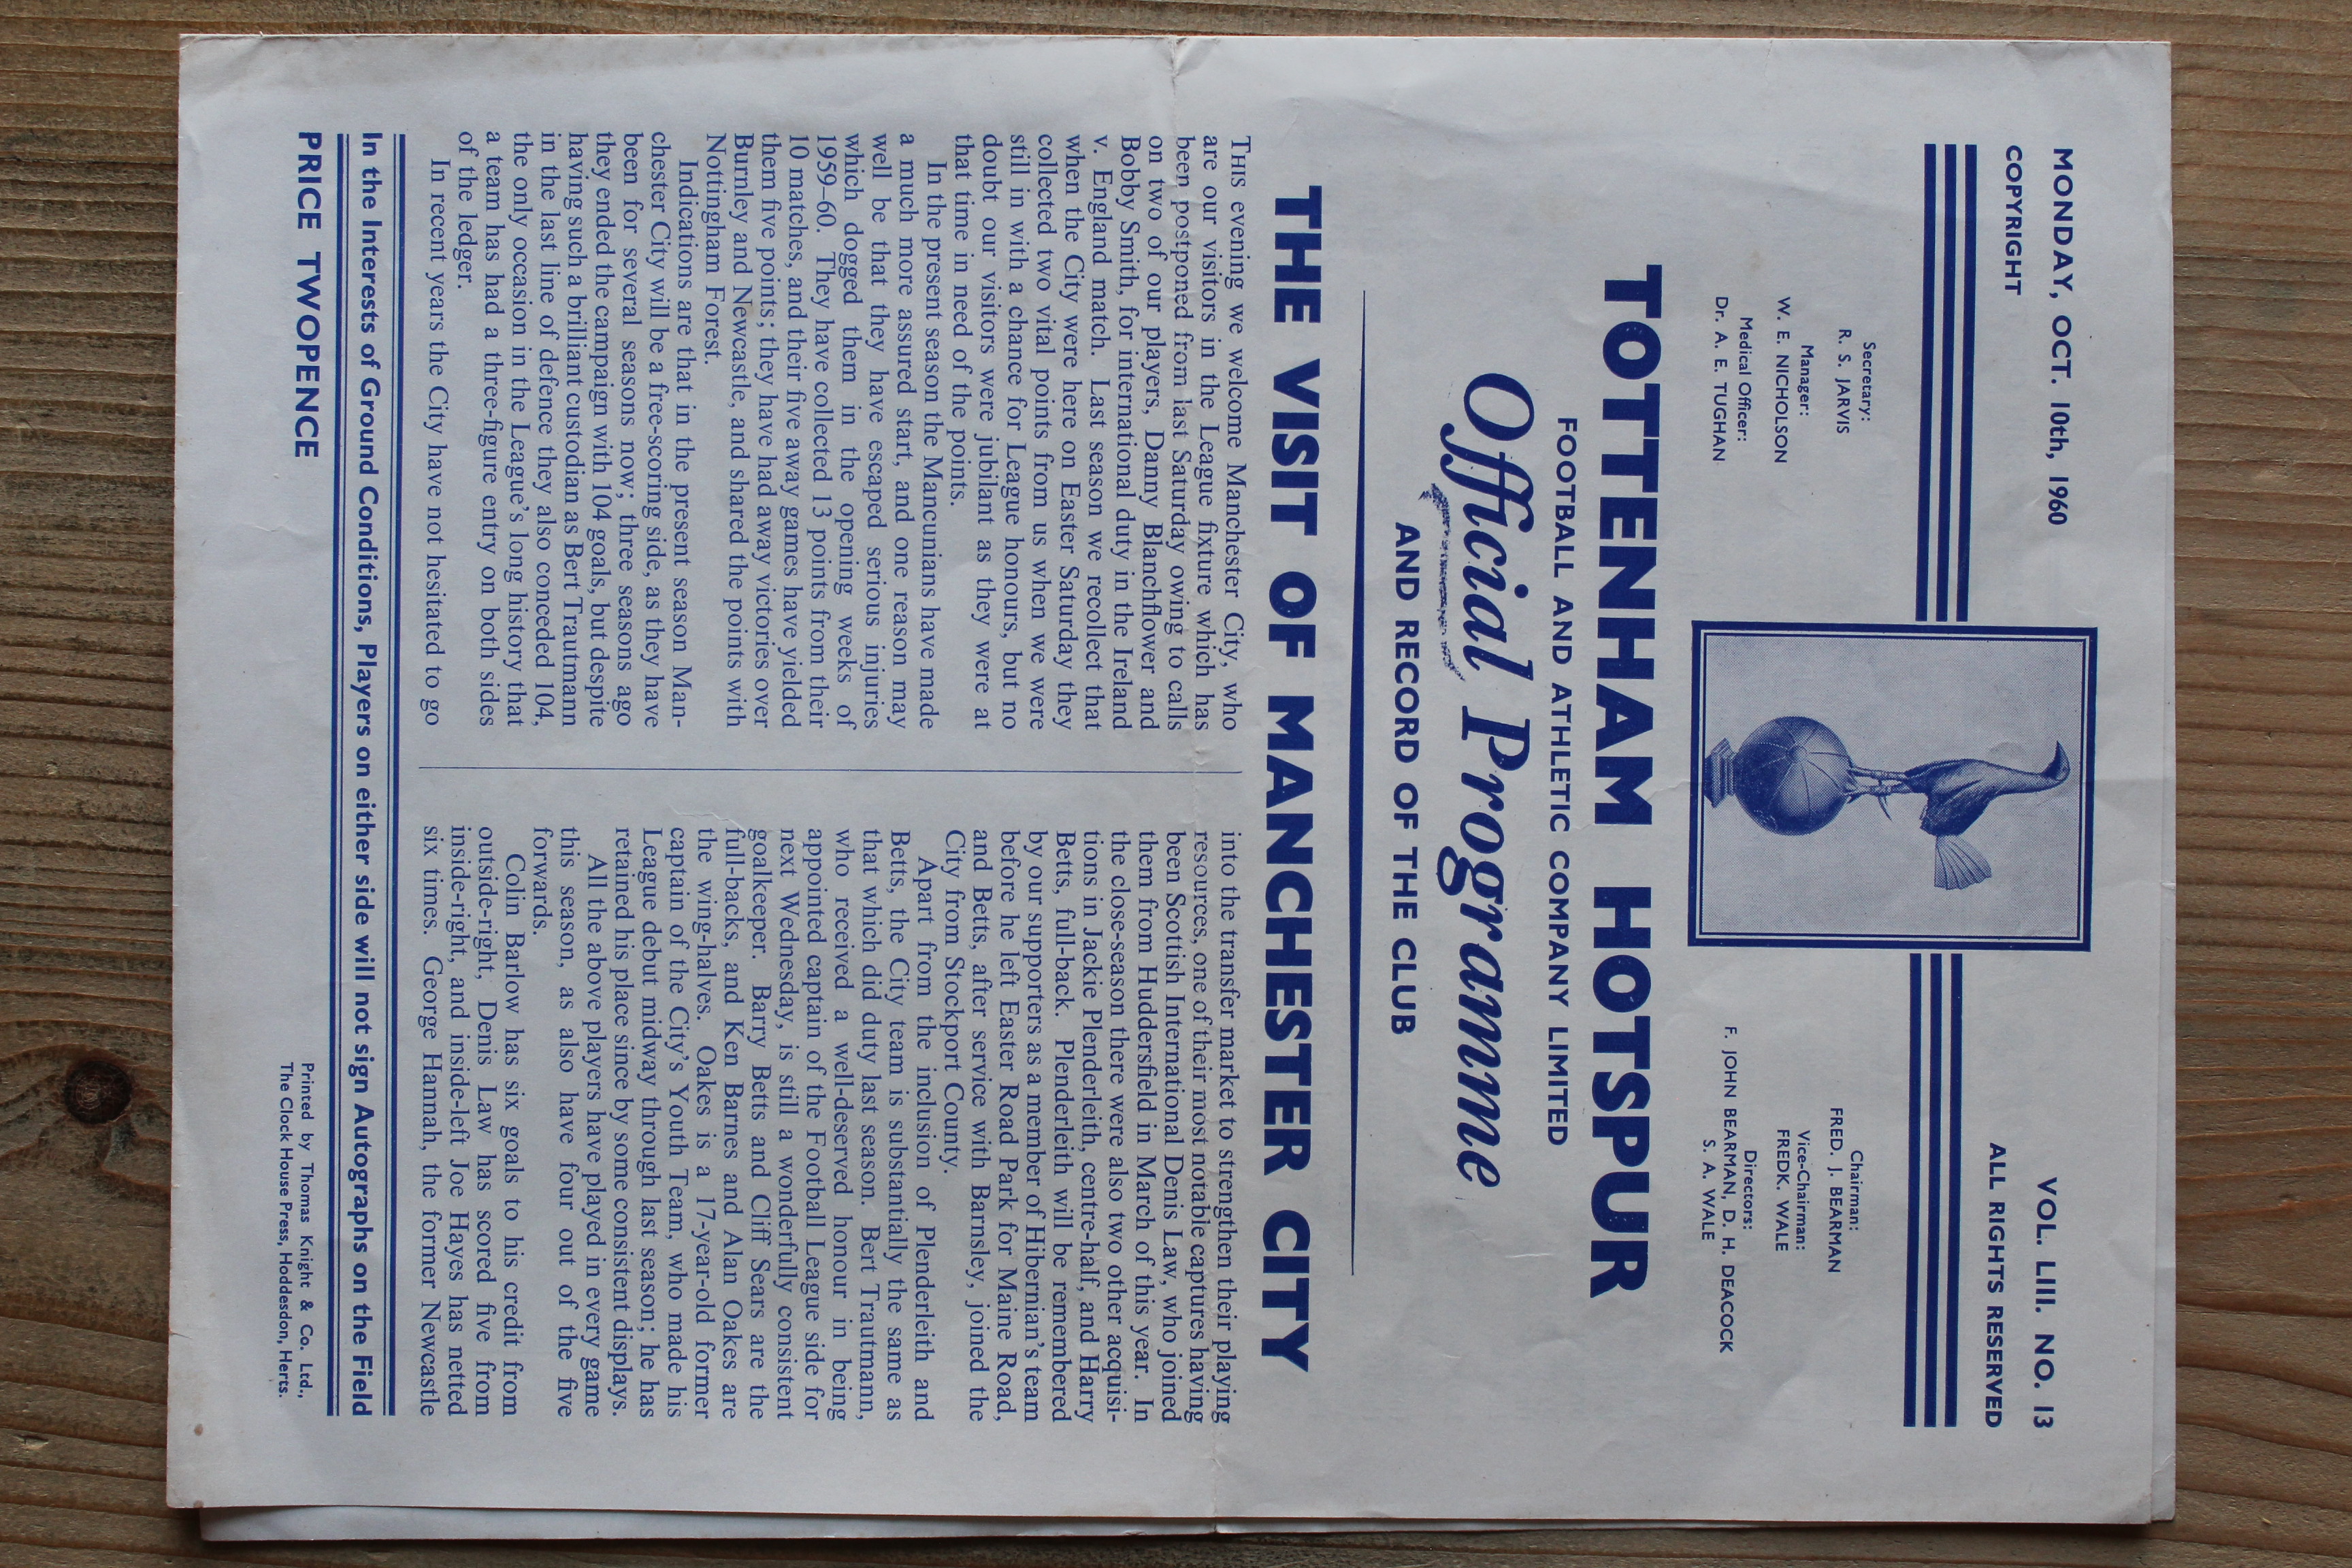 MONDAY, OCT. 10th, 1960
VOL. LIII. NO. 13
COPYRIGHT
ALL RIGHTS RESERVED
Secretary:
R. S. JARVIS
Manager:
W. E. NICHOLSON
Medical Officer:
Dr. A. E. TUGHAN
Chairman:
FRED. J. BEARMAN
Vice-Chairman:
FREDK. WALE
Directors:
F. JOHN BEARMAN, D. H. DEACOCK
S. A. WALE
TOTTENHAM HOTSPUR
FOOTBALL AND ATHLETIC COMPANY LIMITED
Official Programme
AND RECORD OF THE CLUB
THE VISIT OF MANCHESTER CITY
THIS evening we welcome Manchester City, who
are our visitors in the League fixture which has
been postponed from last Saturday owing to calls
on two of our players, Danny Blanchflower and
Bobby Smith, for international duty in the Ireland
v. England match. Last season we recollect that
when the City were here on Easter Saturday they
collected two vital points from us when we were
still in with a chance for League honours, but no
doubt our visitors were jubilant as they were at
that time in need of the points.
In the present season the Mancunians have made
a much more assured start, and one reason may
well be that they have escaped serious injuries
which dogged them in the opening weeks of
1959–60. They have collected 13 points from their
10 matches, and their five away games have yielded
them five points; they have had away victories over
Burnley and Newcastle, and shared the points with
Nottingham Forest.
Indications are that in the present season Man-
chester City will be a free-scoring side, as they have
been for several seasons now; three seasons ago
they ended the campaign with 104 goals, but despite
having such a brilliant custodian as Bert Trautmann
in the last line of defence they also conceded 104,
the only occasion in the League's long history that
a team has had a three-figure entry on both sides
of the ledger.
In recent years the City have not hesitated to go
into the transfer market to strengthen their playing
resources, one of their most notable captures having
been Scottish International Denis Law, who joined
them from Huddersfield in March of this year. In
the close-season there were also two other acquisi-
tions in Jackie Plenderleith, centre-half, and Harry
Betts, full-back. Plenderleith will be remembered
by our supporters as a member of Hibernian's team
before he left Easter Road Park for Maine Road,
and Betts, after service with Barnsley, joined the
City from Stockport County.
Apart from the inclusion of Plenderleith and
Betts, the City team is substantially the same as
that which did duty last season. Bert Trautmann,
who received a well-deserved honour in being
appointed captain of the Football League side for
next Wednesday, is still a wonderfully consistent
goalkeeper. Barry Betts and Cliff Sears are the
full-backs, and Ken Barnes and Alan Oakes are
the wing-halves. Oakes is a 17-year-old former
captain of the City's Youth Team, who made his
League debut midway through last season; he has
retained his place since by some consistent displays.
All the above players have played in every game
this season, as also have four out of the five
forwards.
Colin Barlow has six goals to his credit from
outside-right, Denis Law has scored five from
inside-right, and inside-left Joe Hayes has netted
six times. George Hannah, the former Newcastle
In the Interests of Ground Conditions, Players on either side will not sign Autographs on the Field
PRICE TWOPENCE
Printed by Thomas Knight & Co. Ltd.,
The Clock House Press, Hoddesdon, Herts.